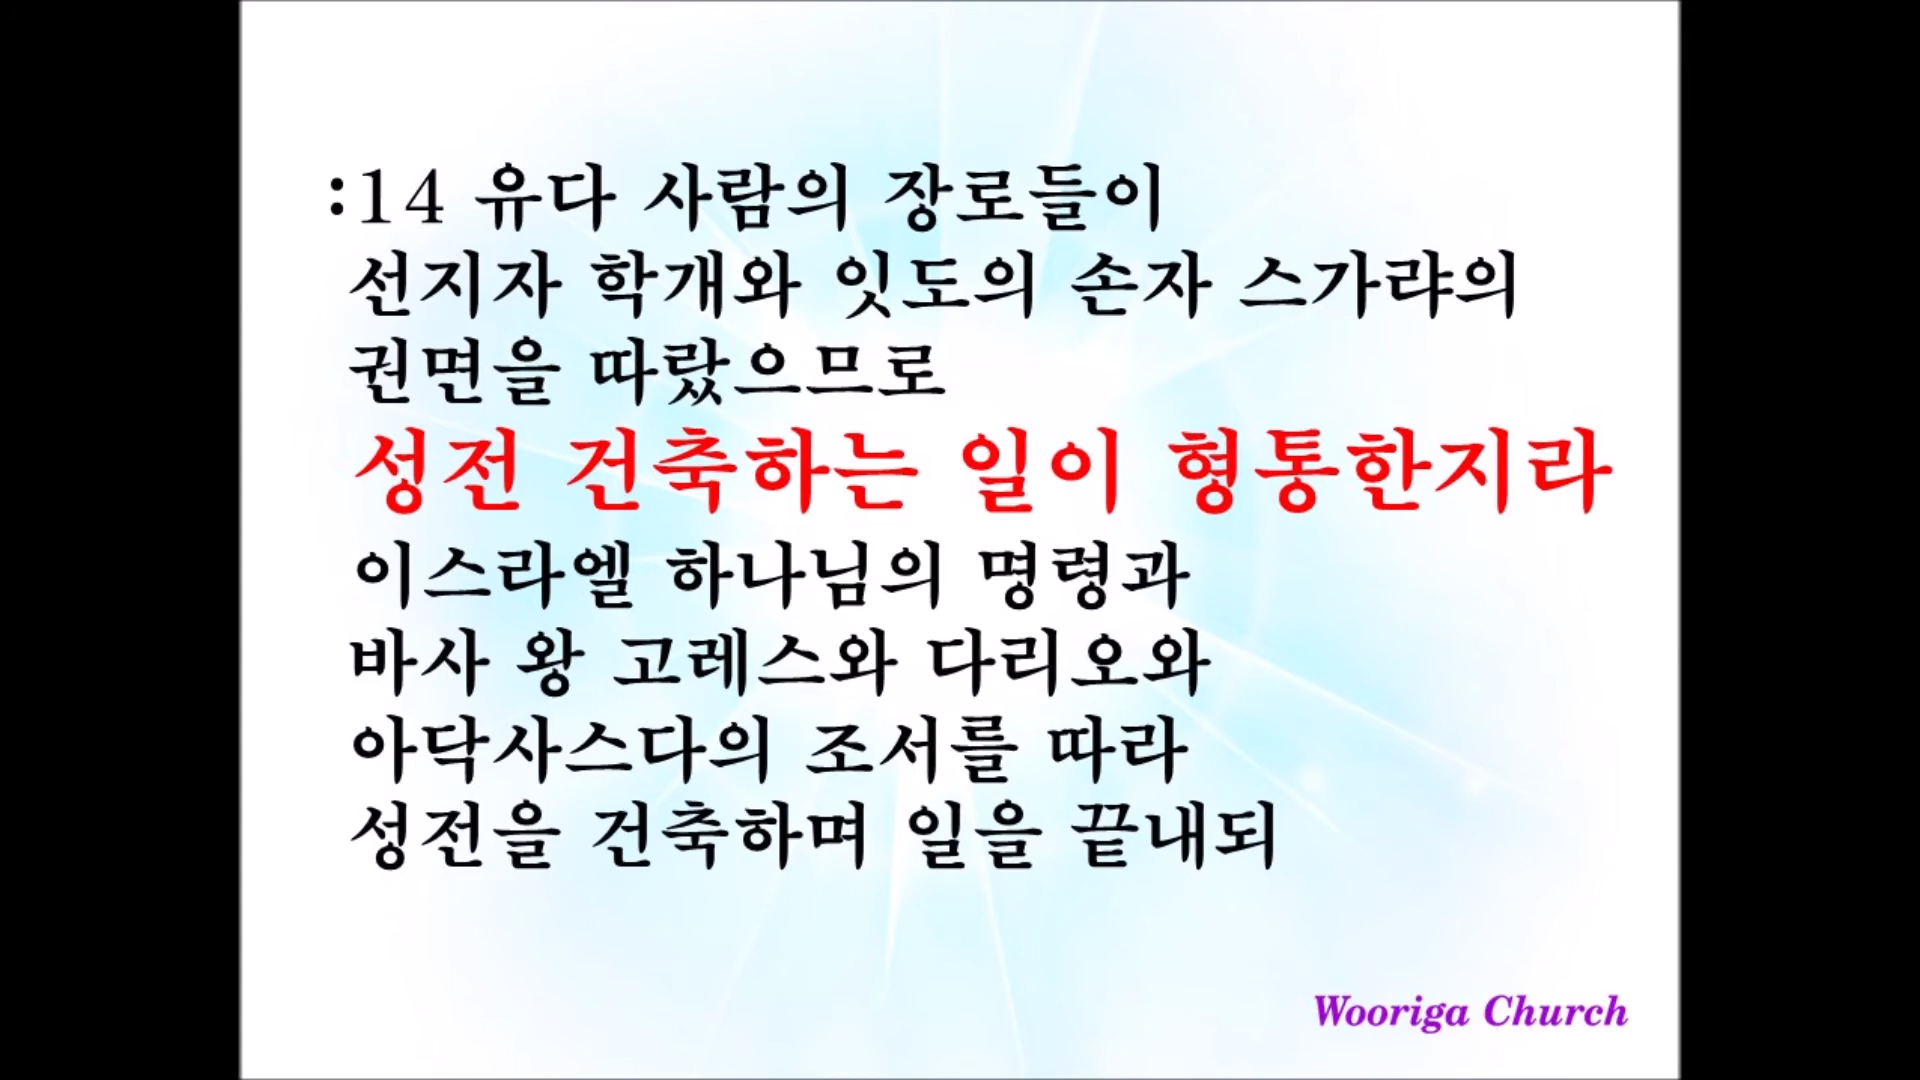 :14 유다 사람의 장로들이
선지자 학개와 잇도의 손자 스가랴의
권면을 따랐으므로
성전 건축하는 일이 형통한지라
이스라엘 하나님의 명령과
바사 왕 고레스와 다리오와
아닥사스다의 조서를 따라
성전을 건축하며 일을 끝내되
Wooriga Church